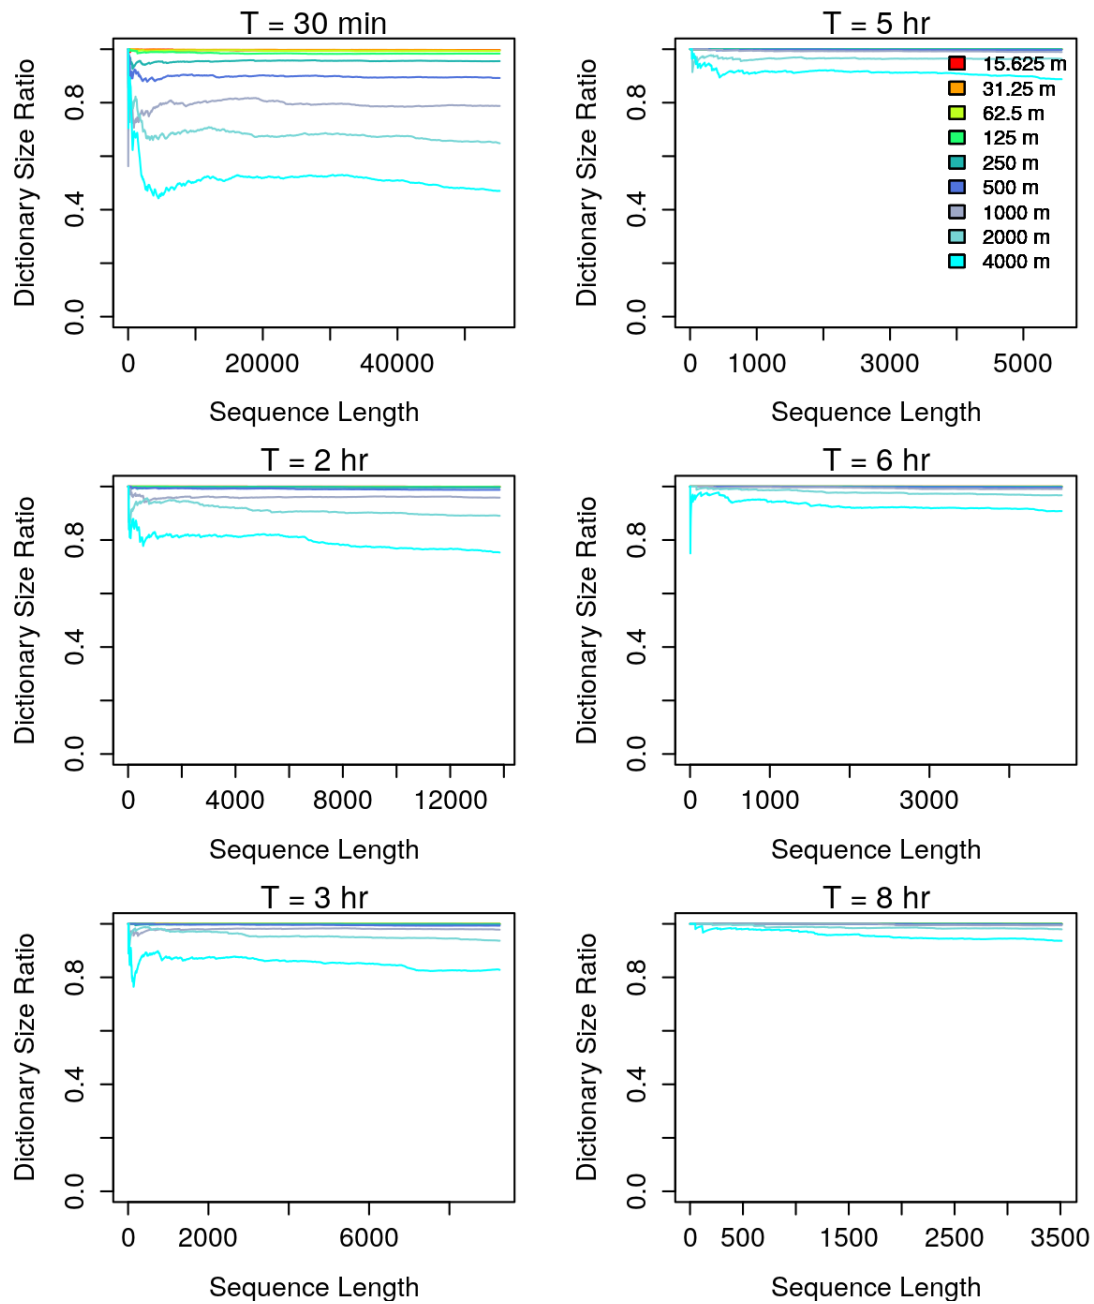 T = 30 min
Dictionary Size Ratio
0.0 0.4 0.8
0 20000 40000
Sequence Length
T = 5 hr
Dictionary Size Ratio
0.0 0.4 0.8
15.625 m
31.25 m
62.5 m
125 m
250 m
500 m
1000 m
2000 m
4000 m
0 1000 3000 5000
Sequence Length
T = 2 hr
Dictionary Size Ratio
0.0 0.4 0.8
0 4000 8000 12000
Sequence Length
T = 6 hr
Dictionary Size Ratio
0.0 0.4 0.8
0 1000 3000
Sequence Length
T = 3 hr
Dictionary Size Ratio
0.0 0.4 0.8
0 2000 6000
Sequence Length
T = 8 hr
Dictionary Size Ratio
0.0 0.4 0.8
0 500 1500 2500 3500
Sequence Length